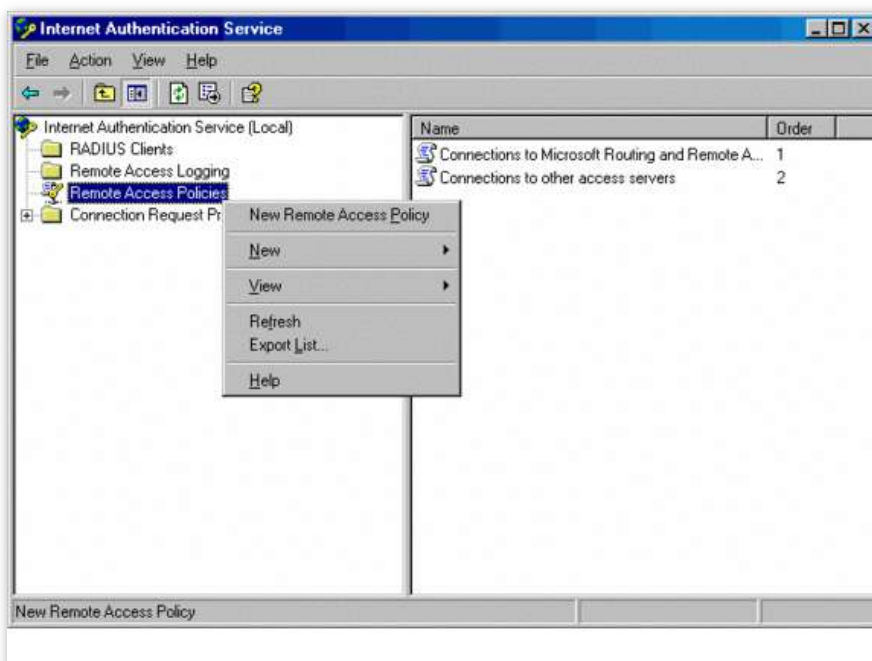 Internet Authentication Service
File Action View Help
Internet Authentication Service (Local)
RADIUS Clients
Remote Access Logging
Remote Access Policies
Connection Request Pr
Name Order
Connections to Microsoft Routing and Remote A... 1
Connections to other access servers 2
New Remote Access Policy
New
View
Refresh
Export List...
Help
New Remote Access Policy